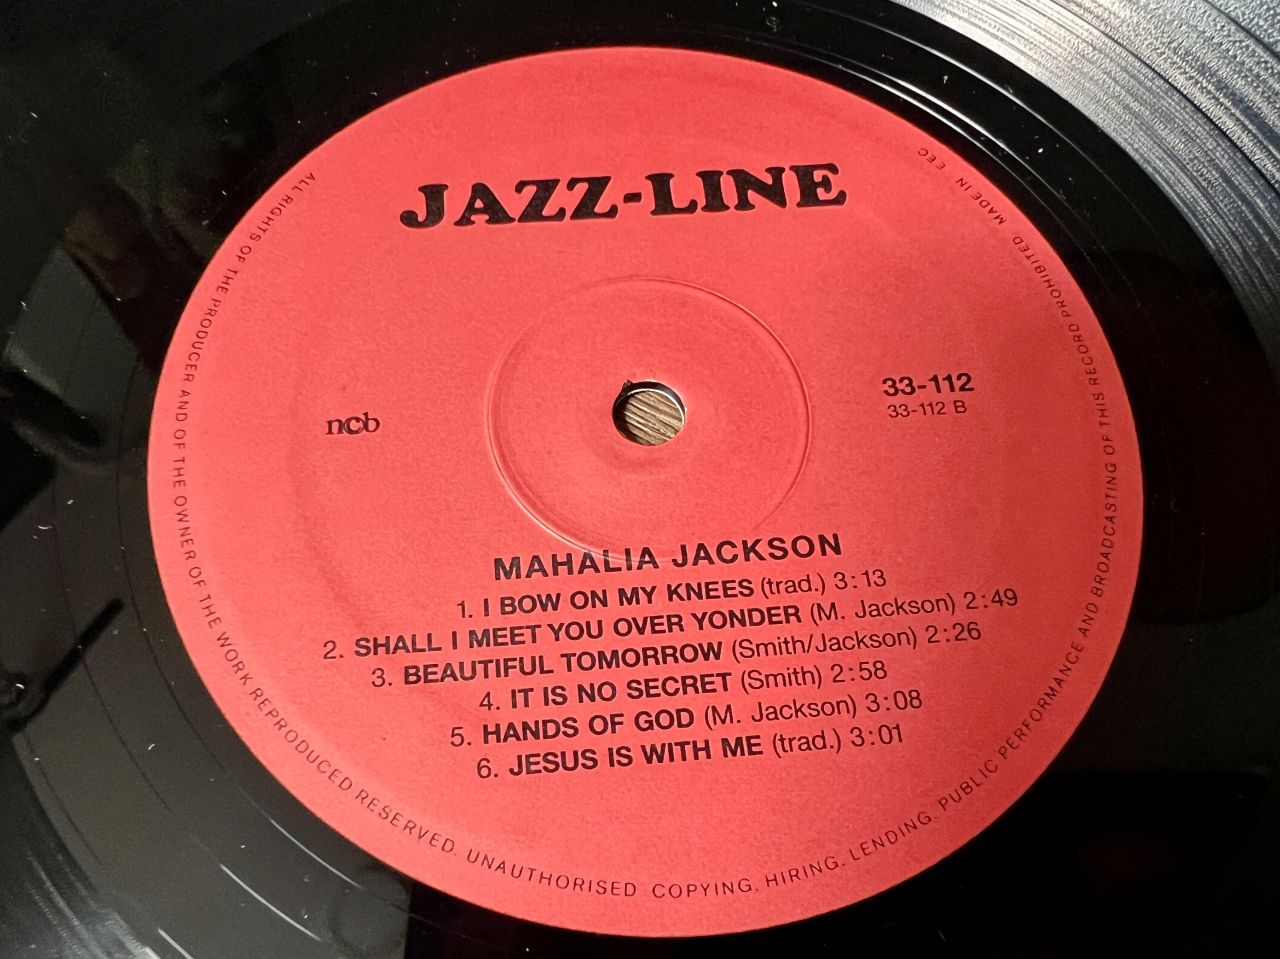 JAZZ-LINE
ncb
33-112
33-112 B
MAHALIA JACKSON
1. I BOW ON MY KNEES (trad.) 3:13
2. SHALL I MEET YOU OVER YONDER (M. Jackson) 2:49
3. BEAUTIFUL TOMORROW (Smith/Jackson) 2:26
4. IT IS NO SECRET (Smith) 2:58
5. HANDS OF GOD (M. Jackson) 3:08
6. JESUS IS WITH ME (trad.) 3:01
ALL RIGHTS OF THE PRODUCER AND OF THE OWNER OF THE WORK REPRODUCED RESERVED. UNAUTHORISED COPYING. HIRING. LENDING. PUBLIC PERFORMANCE AND BROADCASTING OF THIS RECORD PROHIBITED MADE IN EEC